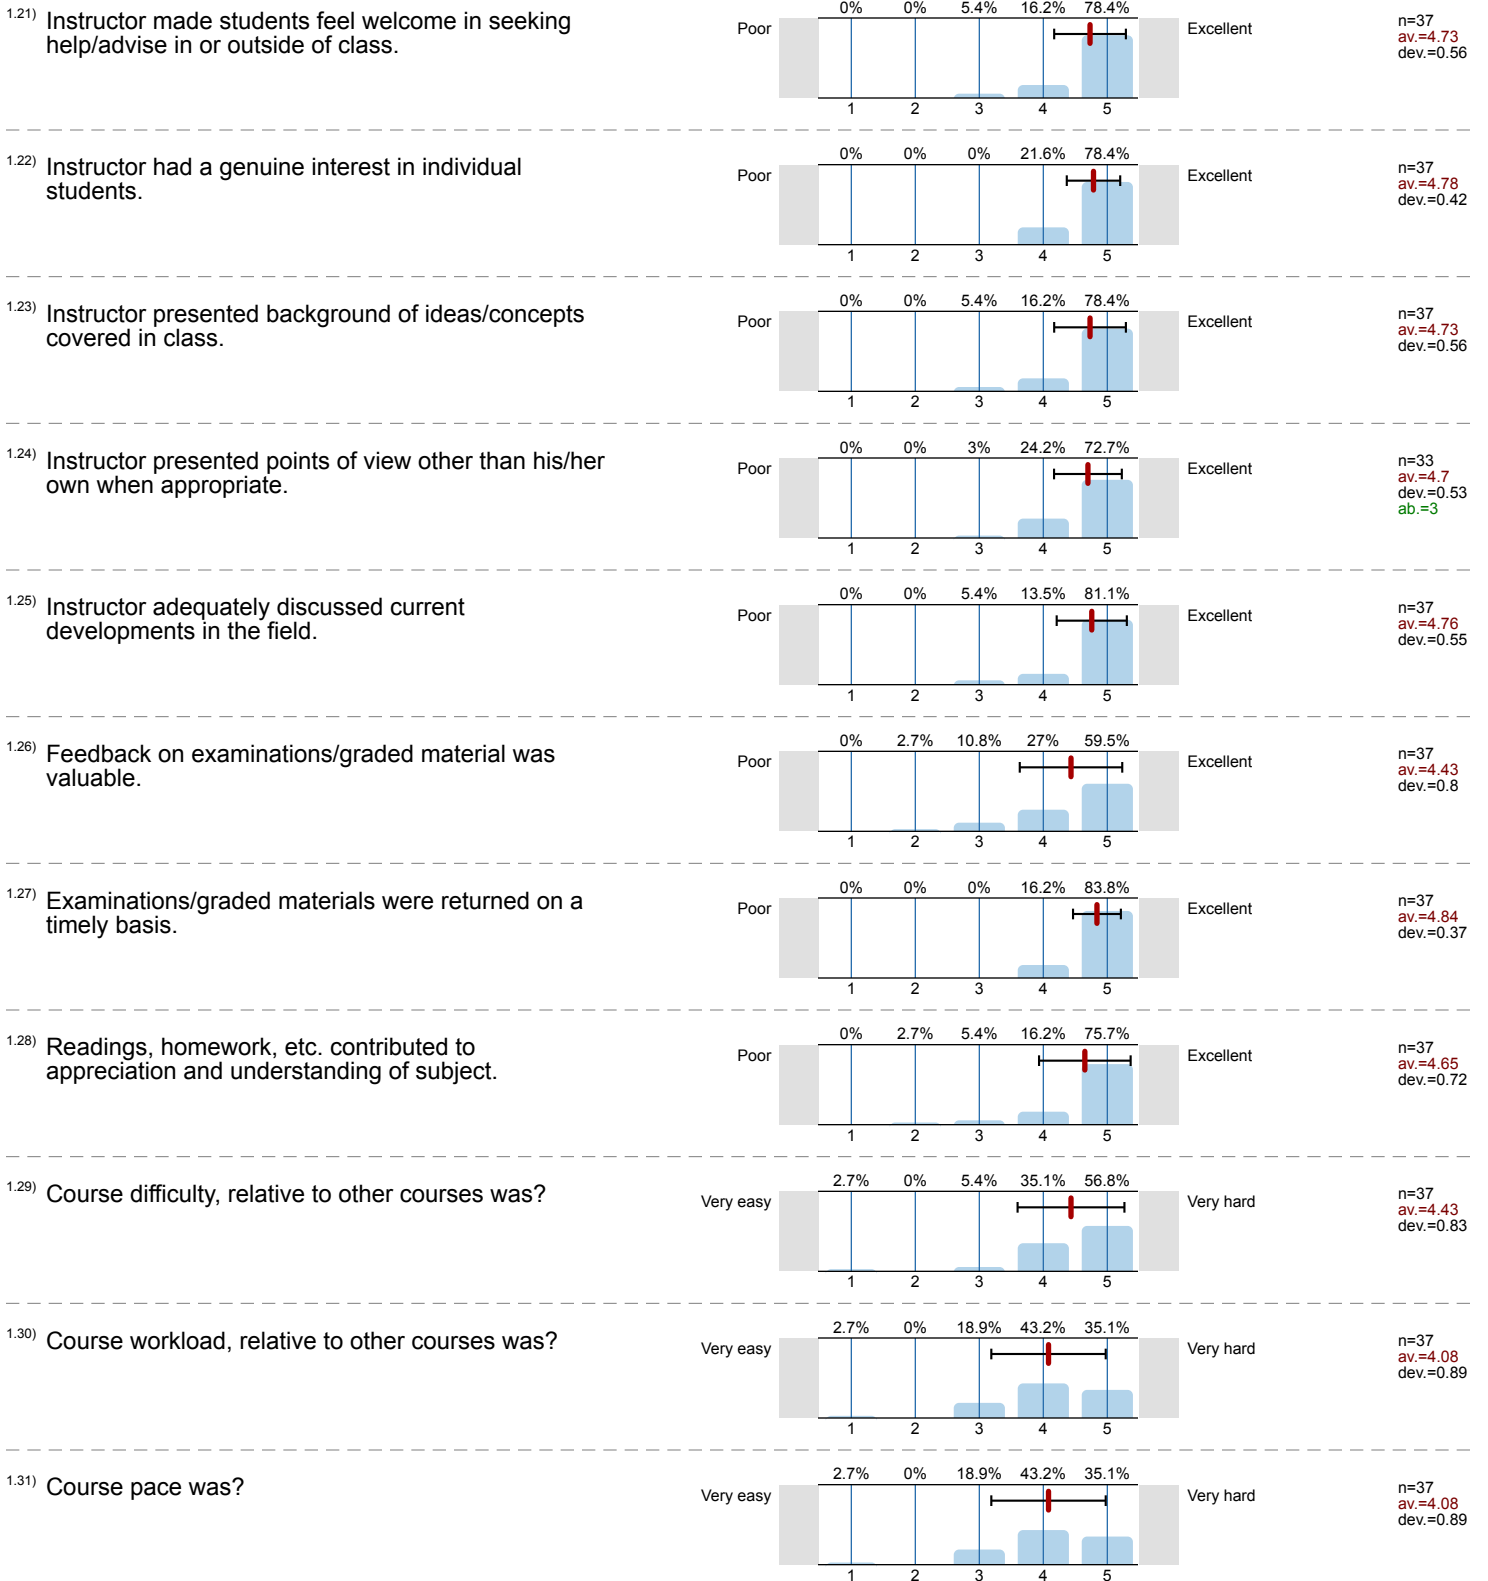 1.21) Instructor made students feel welcome in seeking
help/advise in or outside of class.
0% 0% 5.4% 16.2% 78.4%
Poor Excellent
1 2 3 4 5
n=37
av.=4.73
dev.=0.56
1.22) Instructor had a genuine interest in individual
students.
0% 0% 0% 21.6% 78.4%
Poor Excellent
1 2 3 4 5
n=37
av.=4.78
dev.=0.42
1.23) Instructor presented background of ideas/concepts
covered in class.
0% 0% 5.4% 16.2% 78.4%
Poor Excellent
1 2 3 4 5
n=37
av.=4.73
dev.=0.56
1.24) Instructor presented points of view other than his/her
own when appropriate.
0% 0% 3% 24.2% 72.7%
Poor Excellent
1 2 3 4 5
n=33
av.=4.7
dev.=0.53
ab.=3
1.25) Instructor adequately discussed current
developments in the field.
0% 0% 5.4% 13.5% 81.1%
Poor Excellent
1 2 3 4 5
n=37
av.=4.76
dev.=0.55
1.26) Feedback on examinations/graded material was
valuable.
0% 2.7% 10.8% 27% 59.5%
Poor Excellent
1 2 3 4 5
n=37
av.=4.43
dev.=0.8
1.27) Examinations/graded materials were returned on a
timely basis.
0% 0% 0% 16.2% 83.8%
Poor Excellent
1 2 3 4 5
n=37
av.=4.84
dev.=0.37
1.28) Readings, homework, etc. contributed to
appreciation and understanding of subject.
0% 2.7% 5.4% 16.2% 75.7%
Poor Excellent
1 2 3 4 5
n=37
av.=4.65
dev.=0.72
1.29) Course difficulty, relative to other courses was?
2.7% 0% 5.4% 35.1% 56.8%
Very easy Very hard
1 2 3 4 5
n=37
av.=4.43
dev.=0.83
1.30) Course workload, relative to other courses was?
2.7% 0% 18.9% 43.2% 35.1%
Very easy Very hard
1 2 3 4 5
n=37
av.=4.08
dev.=0.89
1.31) Course pace was?
2.7% 0% 18.9% 43.2% 35.1%
Very easy Very hard
1 2 3 4 5
n=37
av.=4.08
dev.=0.89